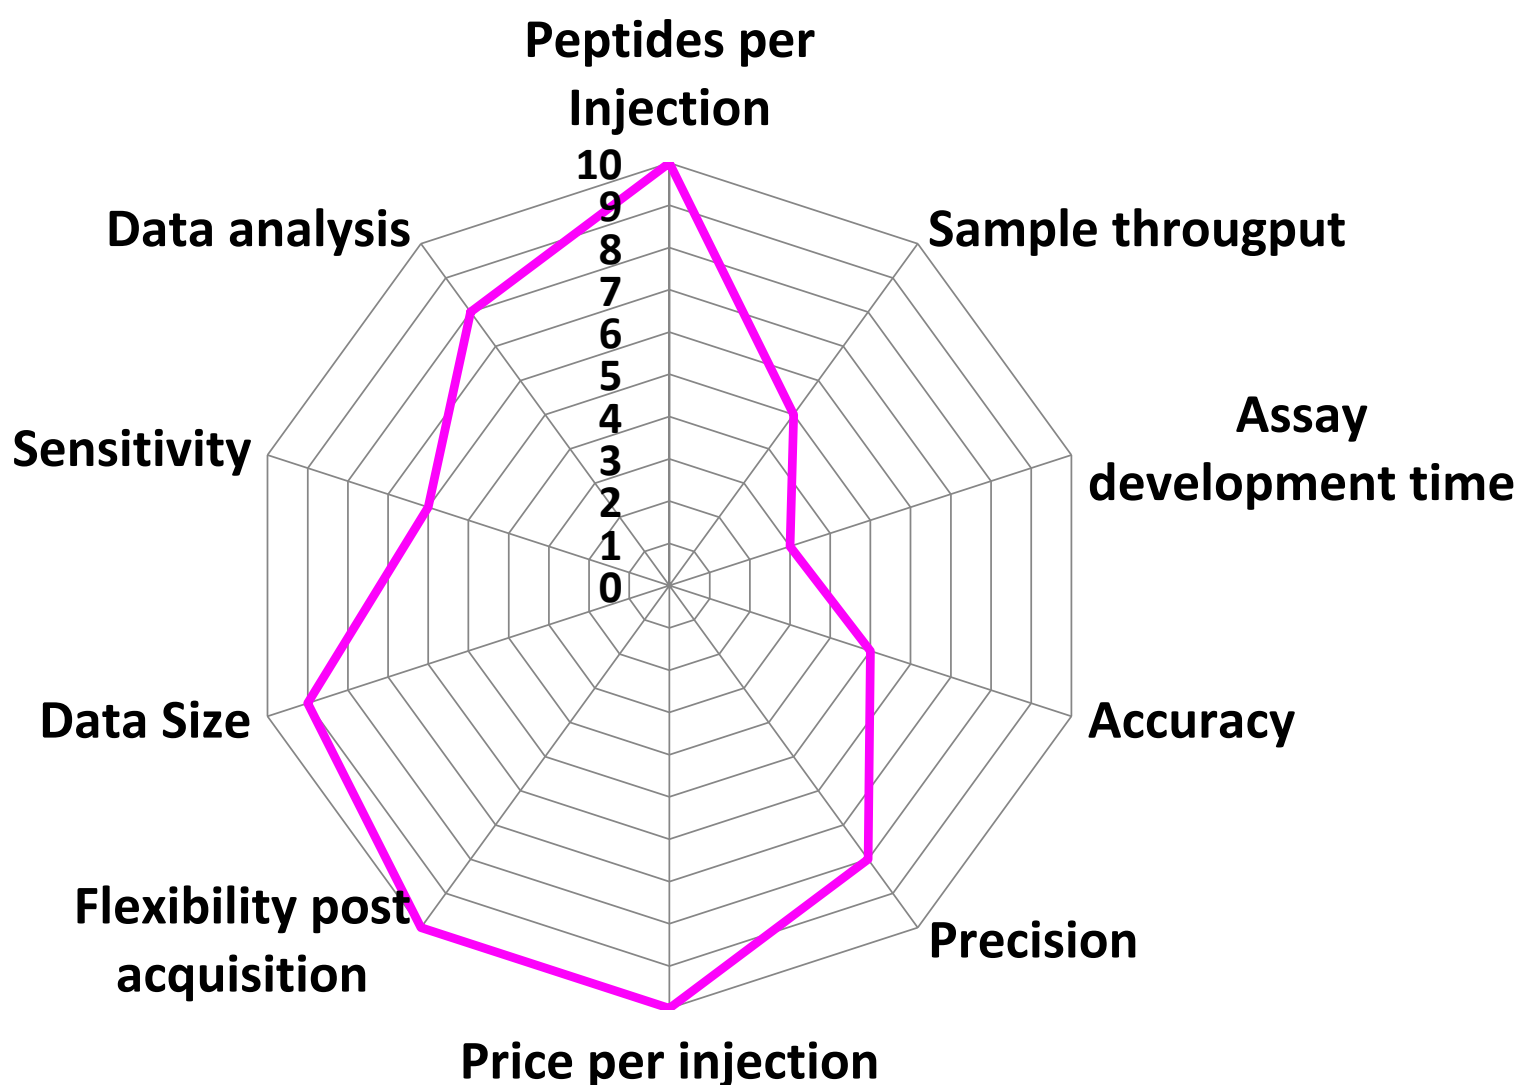 Peptides per
Injection
10
9
8
7
6
5
4
3
2
1
0
Sample througput
Assay
development time
Accuracy
Precision
Price per injection
Flexibility post
acquisition
Data Size
Sensitivity
Data analysis